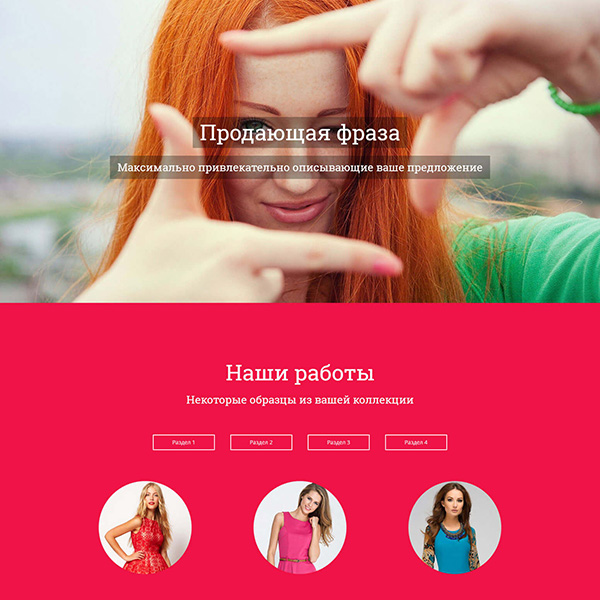 Продающая фраза
Максимально привлекательно описывающие ваше предложение
Наши работы
Некоторые образцы из вашей коллекции
Раздел 1 Раздел 2 Раздел 3 Раздел 4